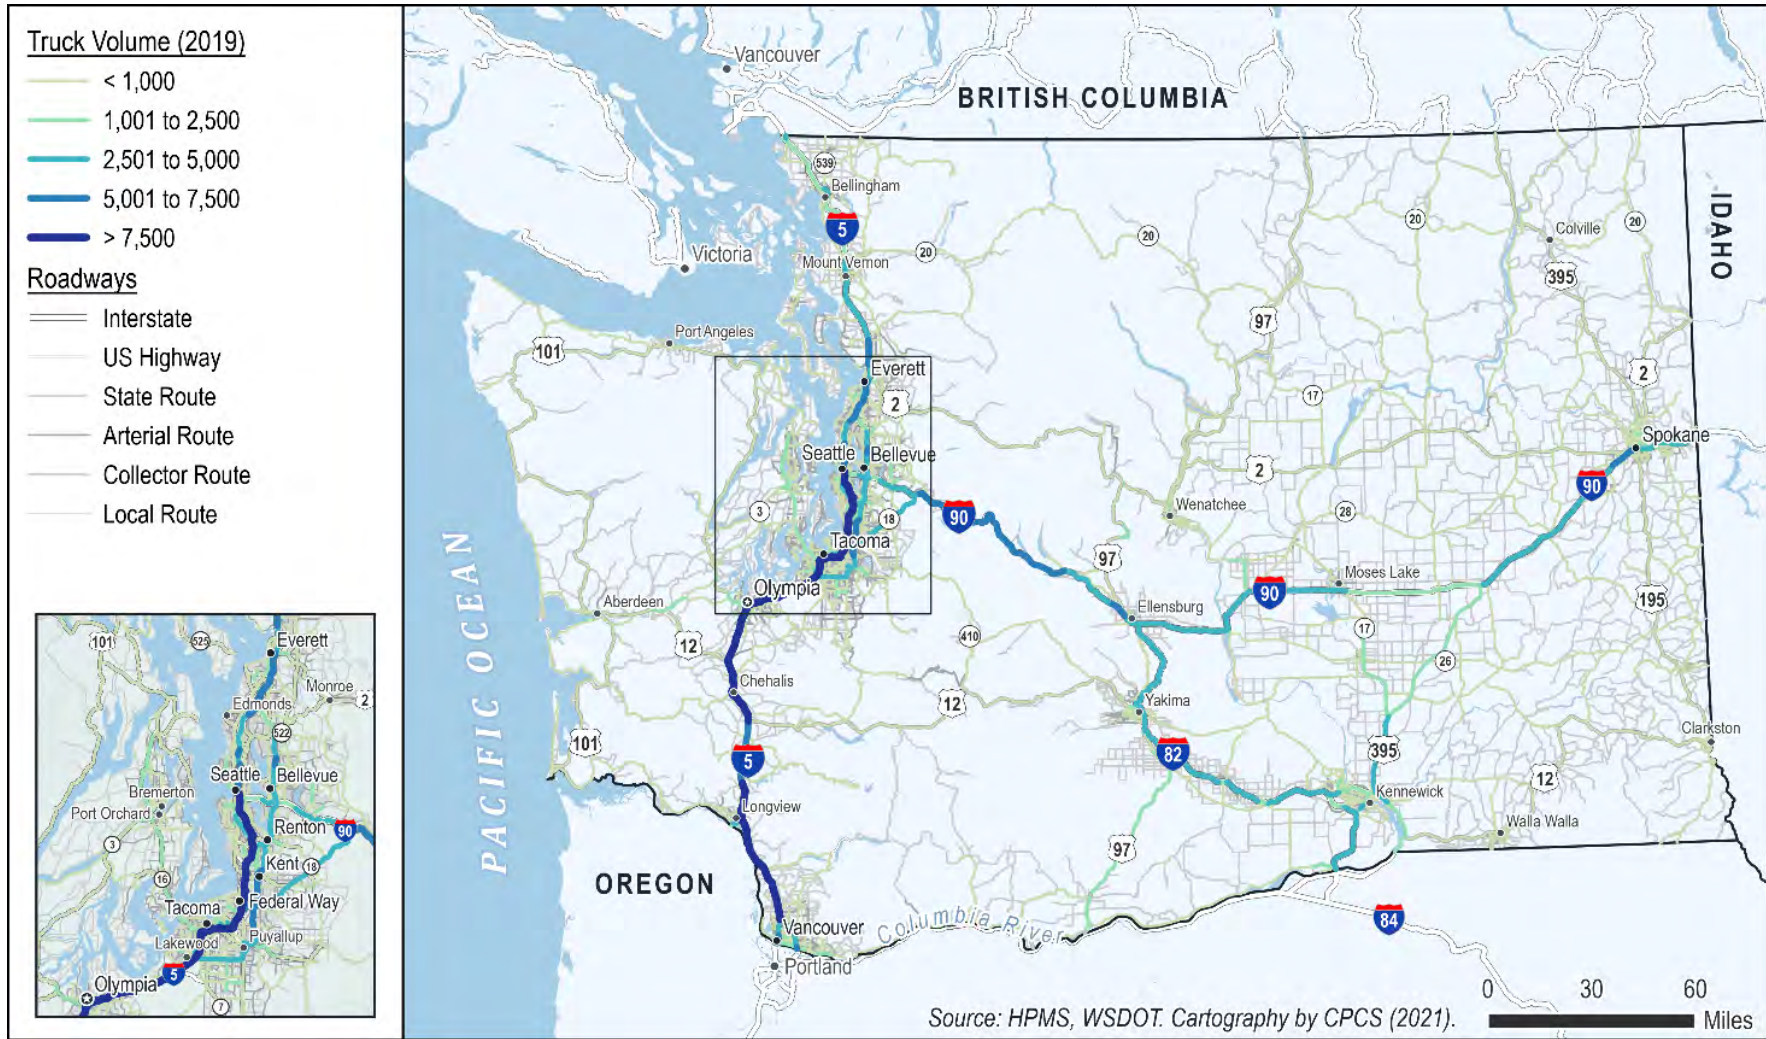 Truck Volume (2019)
< 1,000
1,001 to 2,500
2,501 to 5,000
5,001 to 7,500
> 7,500
Roadways
Interstate
US Highway
State Route
Arterial Route
Collector Route
Local Route
Vancouver
BRITISH COLUMBIA
539
Bellingham
5
20
20
20
20
Colville
IDAHO
Victoria
Mount Vernon
395
97
Port Angeles
101
Everett
2
2
17
Spokane
Seattle
Bellevue
2
90
Wenatchee
90
3
18
28
Tacoma
97
Moses Lake
90
Olympia
Ellensburg
195
Aberdeen
12
410
17
26
PACIFIC OCEAN
Chehalis
12
Yakima
Clarkston
101
5
82
395
12
Longview
Kennewick
Walla Walla
97
OREGON
Vancouver
Columbia River
84
Portland
0 30 60
Miles
Source: HPMS, WSDOT. Cartography by CPCS (2021).
101
525
Everett
Monroe
2
Edmonds
522
Seattle
Bellevue
Bremerton
Port Orchard
Renton
90
3
Kent
18
16
Tacoma
Federal Way
Lakewood
Puyallup
5
Olympia
7